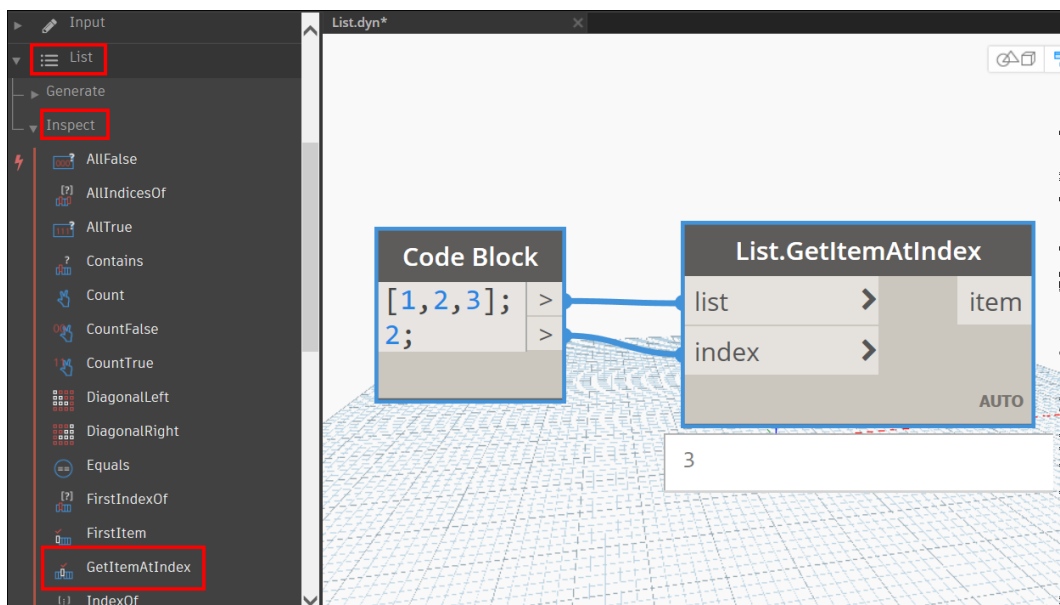 Input
List
Generate
Inspect
AllFalse
AllIndicesOf
AllTrue
Contains
Count
CountFalse
CountTrue
DiagonalLeft
DiagonalRight
Equals
FirstIndexOf
FirstItem
GetItemAtIndex
IndexOf
List.dyn*
Code Block
[1,2,3]; >
2; >
List.GetItemAtIndex
list > item
index >
AUTO
3